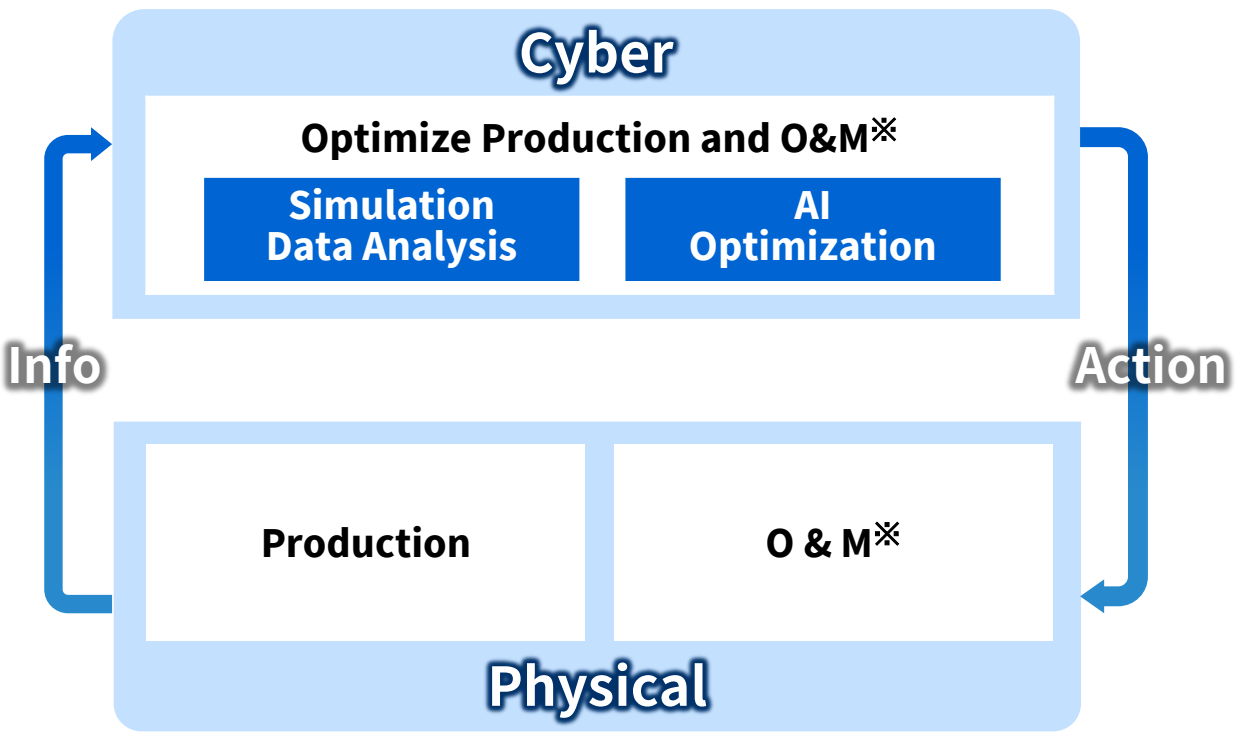 Cyber
Optimize Production and O&M※
Simulation
Data Analysis
AI
Optimization
Info
Action
Production
O & M※
Physical